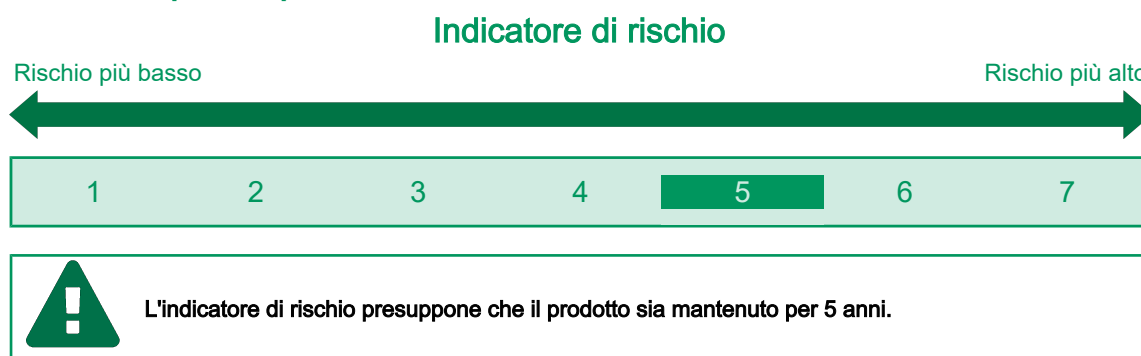 Indicatore di rischio
Rischio più basso Rischio più alto
1 2 3 4 5 6 7
L'indicatore di rischio presuppone che il prodotto sia mantenuto per 5 anni.